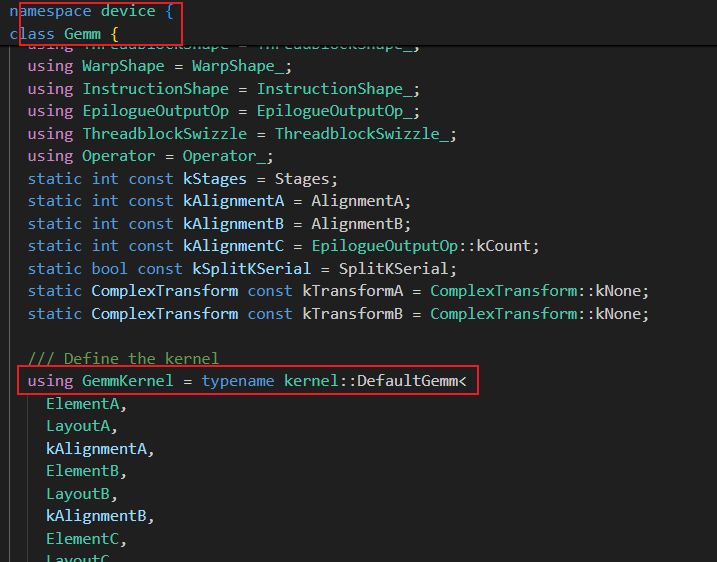 namespace device {
class Gemm {
using ThreadblockShape = ThreadblockShape_;
using WarpShape = WarpShape_;
using InstructionShape = InstructionShape_;
using EpilogueOutputOp = EpilogueOutputOp_;
using ThreadblockSwizzle = ThreadblockSwizzle_;
using Operator = Operator_;
static int const kStages = Stages;
static int const kAlignmentA = AlignmentA;
static int const kAlignmentB = AlignmentB;
static int const kAlignmentC = EpilogueOutputOp::kCount;
static bool const kSplitKSerial = SplitKSerial;
static ComplexTransform const kTransformA = ComplexTransform::kNone;
static ComplexTransform const kTransformB = ComplexTransform::kNone;
/// Define the kernel
using GemmKernel = typename kernel::DefaultGemm<
ElementA,
LayoutA,
kAlignmentA,
ElementB,
LayoutB,
kAlignmentB,
ElementC,
LayoutC,